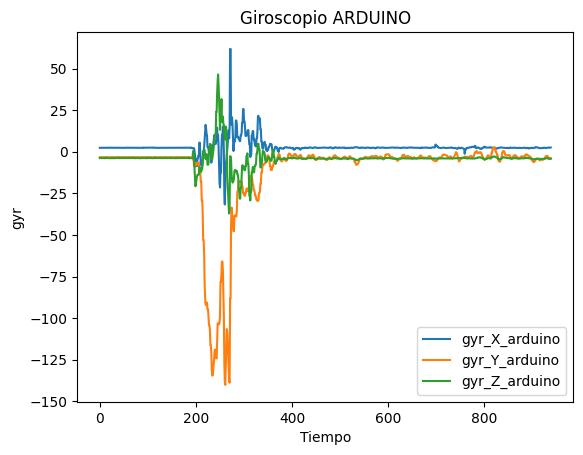 Giroscopio ARDUINO
50
25
0
−25
−50
−75
−100
−125
−150
gyr
gyr_X_arduino
gyr_Y_arduino
gyr_Z_arduino
0 200 400 600 800
Tiempo